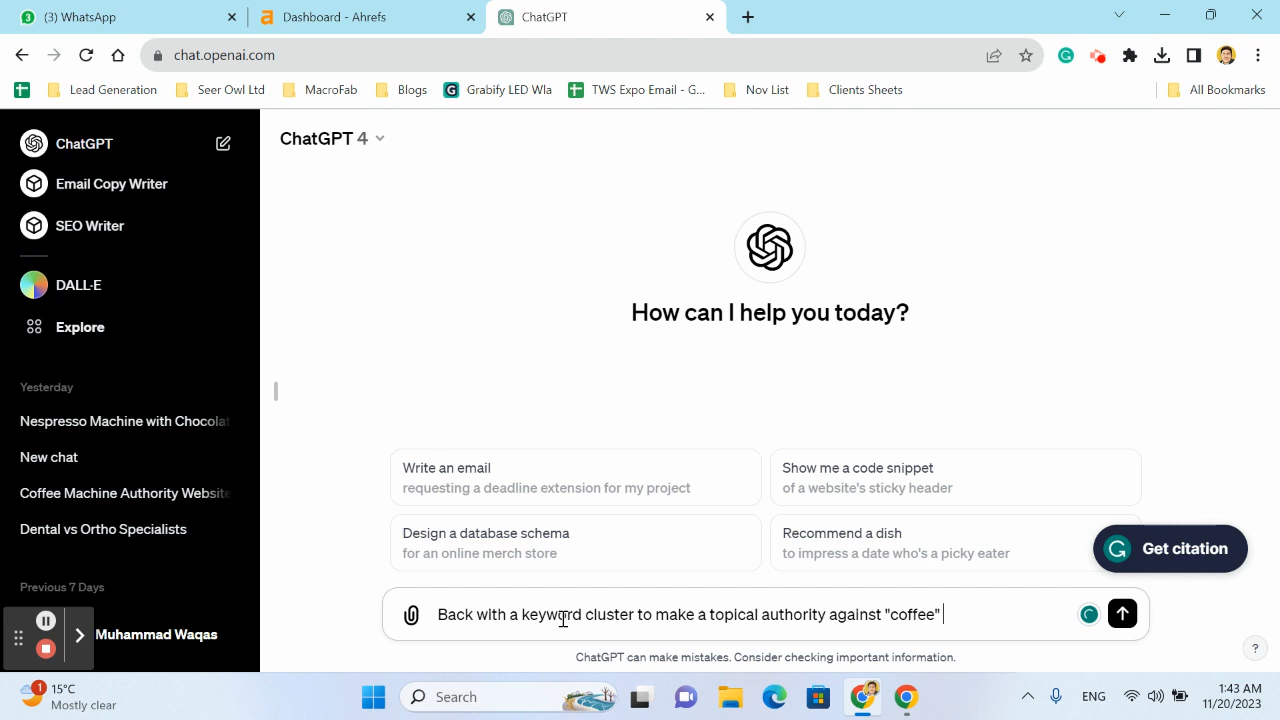 3
WhatsApp
Dashboard - Ahrefs
ChatGPT
chat.openai.com
Lead Generation
Seer Owl Ltd
MacroFab
Blogs
Grabify LED Wla
TWS Expo Email - G...
Nov List
Clients Sheets
All Bookmarks
ChatGPT
Email Copy Writer
SEO Writer
DALL·E
Explore
Yesterday
Nespresso Machine with Chocolat
New chat
Coffee Machine Authority Website
Dental vs Ortho Specialists
Previous 7 Days
Muhammad Waqas
ChatGPT 4
How can I help you today?
Write an email
requesting a deadline extension for my project
Show me a code snippet
of a website's sticky header
Design a database schema
for an online merch store
Recommend a dish
to impress a date who's a picky eater
Get citation
Back with a keyword cluster to make a topical authority against "coffee"
ChatGPT can make mistakes. Consider checking important information.
?
1
15°C
Mostly clear
Search
ENG
1:43 AM
11/20/2023